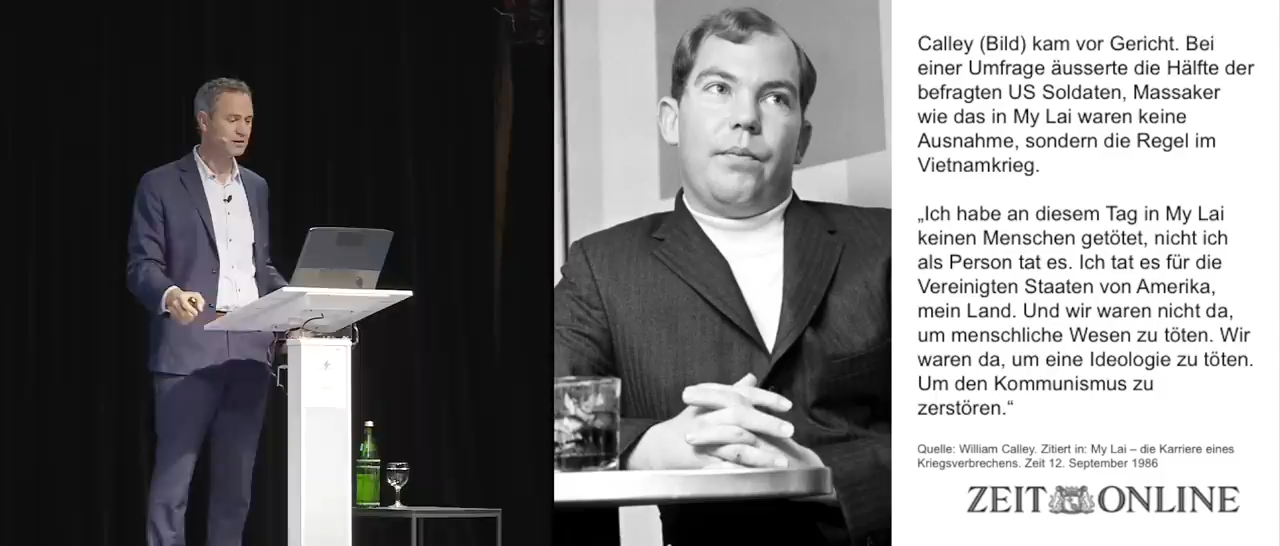 Calley (Bild) kam vor Gericht. Bei
einer Umfrage äusserte die Hälfte der
befragten US Soldaten, Massaker
wie das in My Lai waren keine
Ausnahme, sondern die Regel im
Vietnamkrieg.
„Ich habe an diesem Tag in My Lai
keinen Menschen getötet, nicht ich
als Person tat es. Ich tat es für die
Vereinigten Staaten von Amerika,
mein Land. Und wir waren nicht da,
um menschliche Wesen zu töten. Wir
waren da, um eine Ideologie zu töten.
Um den Kommunismus zu
zerstören.“
Quelle: William Calley. Zitiert in: My Lai – die Karriere eines
Kriegsverbrechens. Zeit 12. September 1986
ZEIT ONLINE